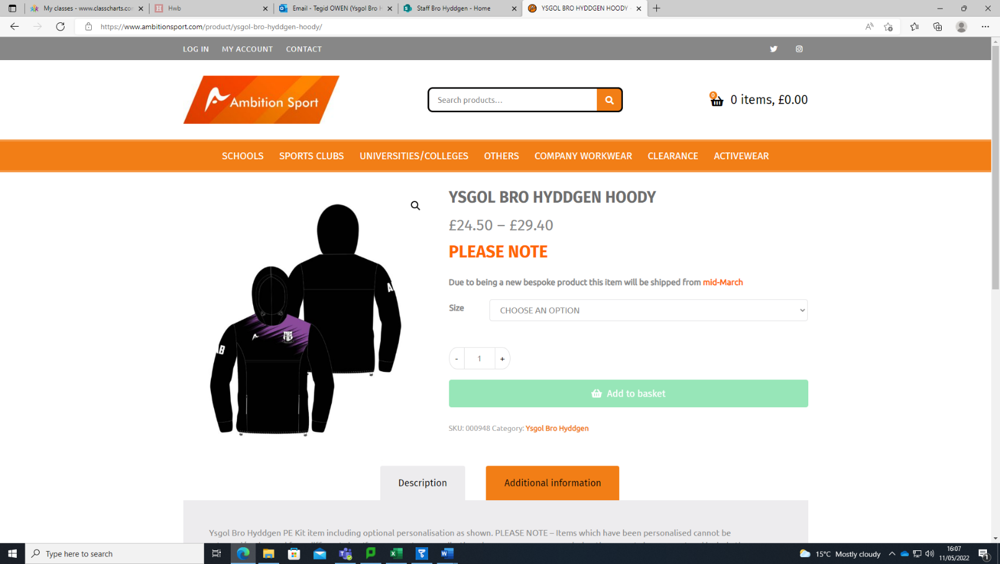 My classes - www.classcharts.co
Hwb
Email - Tegid OWEN (Ysgol Bro H
Staff Bro Hyddgen - Home
YSGOL BRO HYDDGEN HOODY
https://www.ambitionsport.com/product/ysgol-bro-hyddgen-hoody/
LOG IN MY ACCOUNT CONTACT
Ambition Sport
Search products...
0
0 items, £0.00
SCHOOLS SPORTS CLUBS UNIVERSITIES/COLLEGES OTHERS COMPANY WORKWEAR CLEARANCE ACTIVEWEAR
YSGOL BRO HYDDGEN HOODY
£24.50 – £29.40
PLEASE NOTE
Due to being a new bespoke product this item will be shipped from mid-March
Size CHOOSE AN OPTION
- 1 +
Add to basket
SKU: 000948 Category: Ysgol Bro Hyddgen
Description
Additional information
Ysgol Bro Hyddgen PE Kit item including optional personalisation as shown. PLEASE NOTE – Items which have been personalised cannot be
Type here to search
15°C Mostly cloudy
16:07
11/05/2022
1